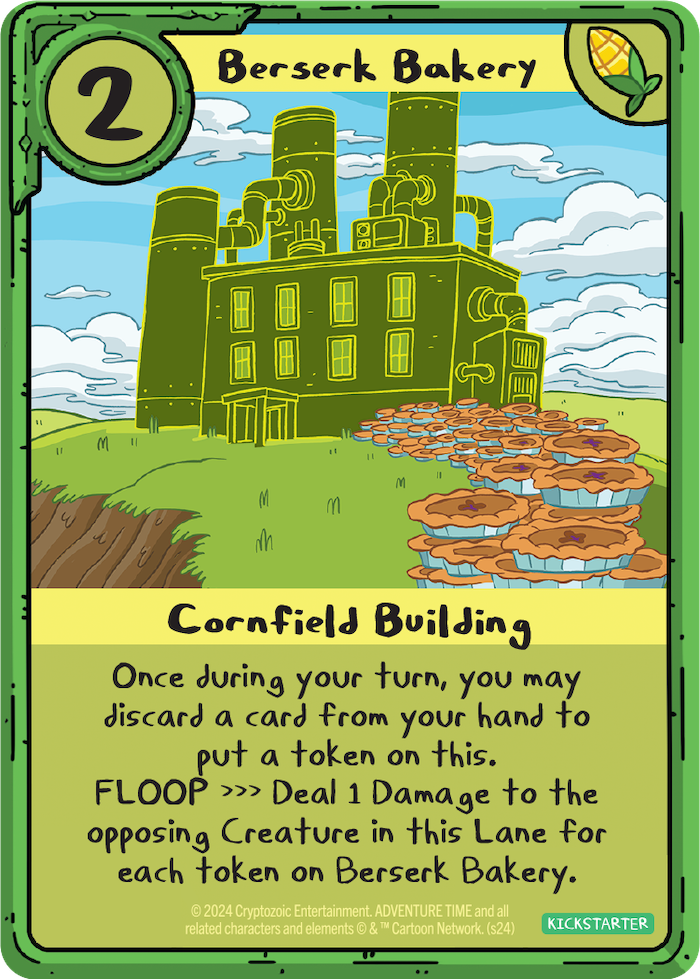 2
Berserk Bakery
Cornfield Building
Once during your turn, you may
discard a card from your hand to
put a token on this.
FLOOP >>> Deal 1 Damage to the
opposing Creature in this Lane for
each token on Berserk Bakery.
© 2024 Cryptozoic Entertainment. ADVENTURE TIME and all
related characters and elements © & ™ Cartoon Network. (s24)
KICKSTARTER